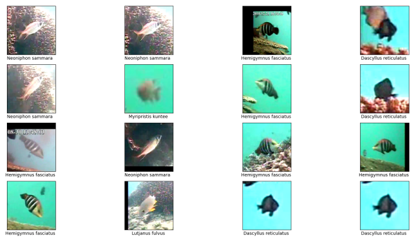 Neoniphon sammara
Neoniphon sammara
Hemigymnus fasciatus
Dascyllus reticulatus
Neoniphon sammara
Myripristis kuntee
Hemigymnus fasciatus
Dascyllus reticulatus
Hemigymnus fasciatus
Neoniphon sammara
Hemigymnus fasciatus
Hemigymnus fasciatus
Hemigymnus fasciatus
Lutjanus fulvus
Dascyllus reticulatus
Dascyllus reticulatus